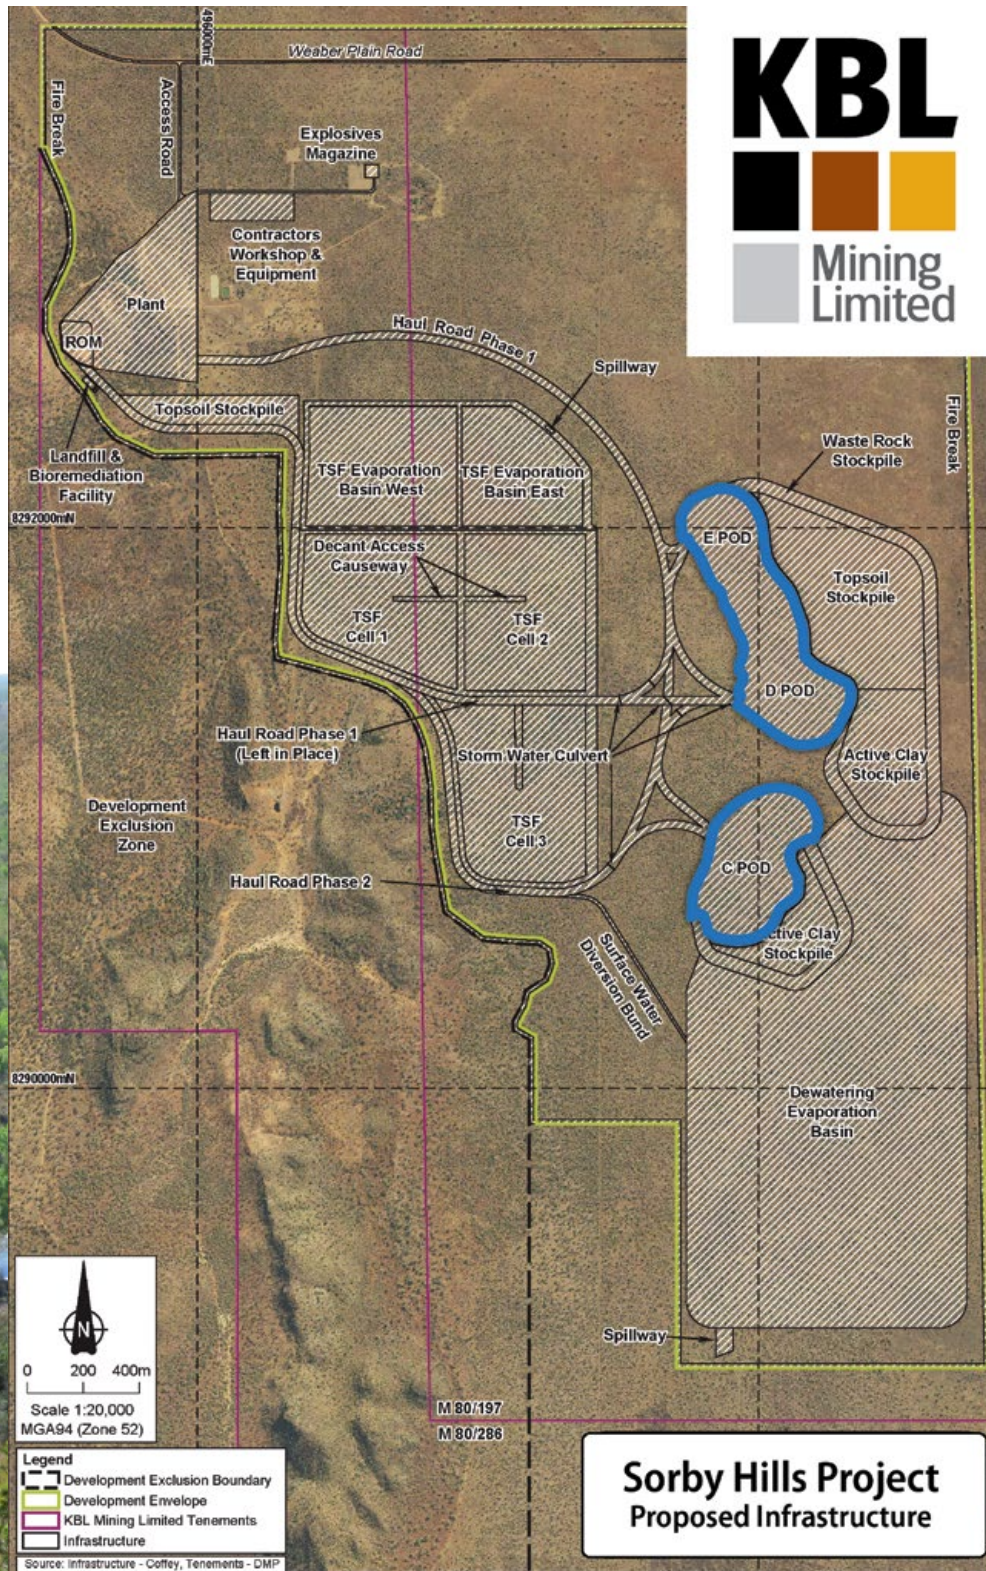 496000mE
Weaber Plain Road
Fire Break
Access Road
Explosives
Magazine
KBL
Mining
Limited
Contractors
Workshop &
Equipment
Plant
ROM
Haul Road Phase 1
Spillway
Topsoil Stockpile
Landfill &
Bioremediation
Facility
TSF Evaporation
Basin West
TSF Evaporation
Basin East
Waste Rock
Stockpile
Fire Break
8292000mN
Decant Access
Causeway
E POD
Topsoil
Stockpile
TSF
Cell 1
TSF
Cell 2
D POD
Haul Road Phase 1
(Left in Place)
Storm Water Culvert
Active Clay
Stockpile
Development
Exclusion
Zone
TSF
Cell 3
C POD
Haul Road Phase 2
ctive Clay
Stockpile
Surface Water
Diversion Bund
8290000mN
Dewatering
Evaporation
Basin
N
0 200 400m
Scale 1:20,000
MGA94 (Zone 52)
Spillway
M 80/197
M 80/286
Legend
Development Exclusion Boundary
Development Envelope
KBL Mining Limited Tenements
Infrastructure
Source: Infrastructure - Coffey, Tenements - DMP
Sorby Hills Project
Proposed Infrastructure